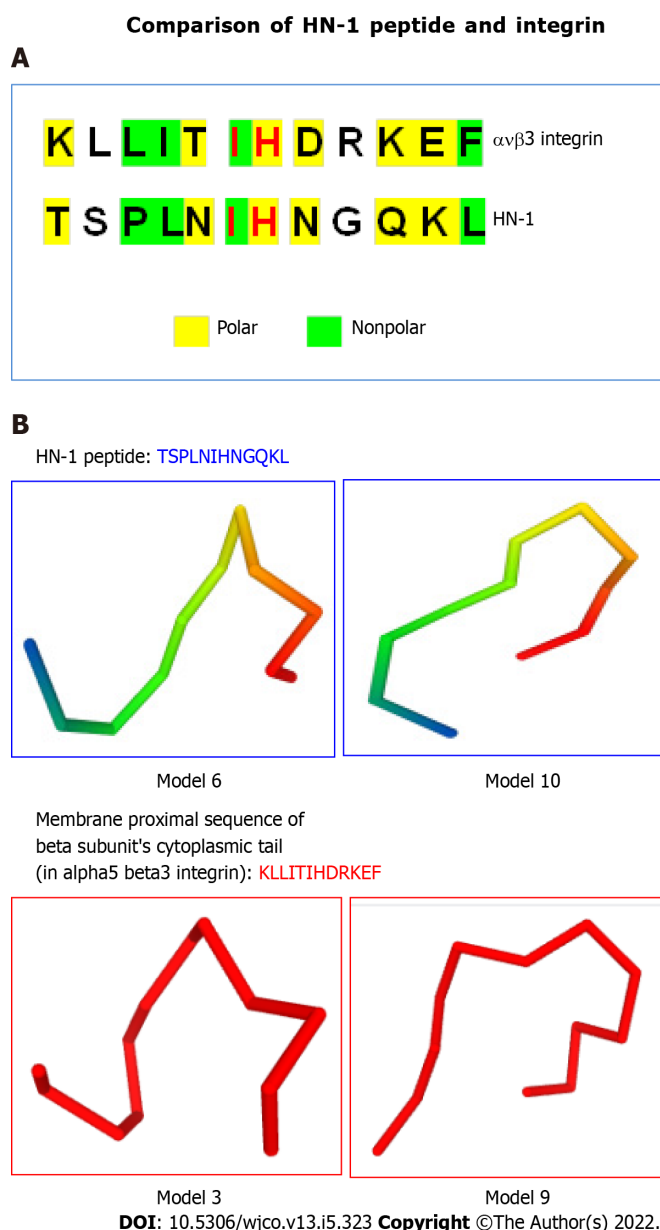 Comparison of HN-1 peptide and integrin
A
K L L I T I H D R K E F ανβ3 integrin
T S P L N I H N G Q K L HN-1
Polar Nonpolar
B
HN-1 peptide: TSPLNIHNGQKL
Model 6 Model 10
Membrane proximal sequence of
beta subunit's cytoplasmic tail
(in alpha5 beta3 integrin): KLLITIHDRKEF
Model 3 Model 9
DOI: 10.5306/wjco.v13.i5.323 Copyright ©The Author(s) 2022.